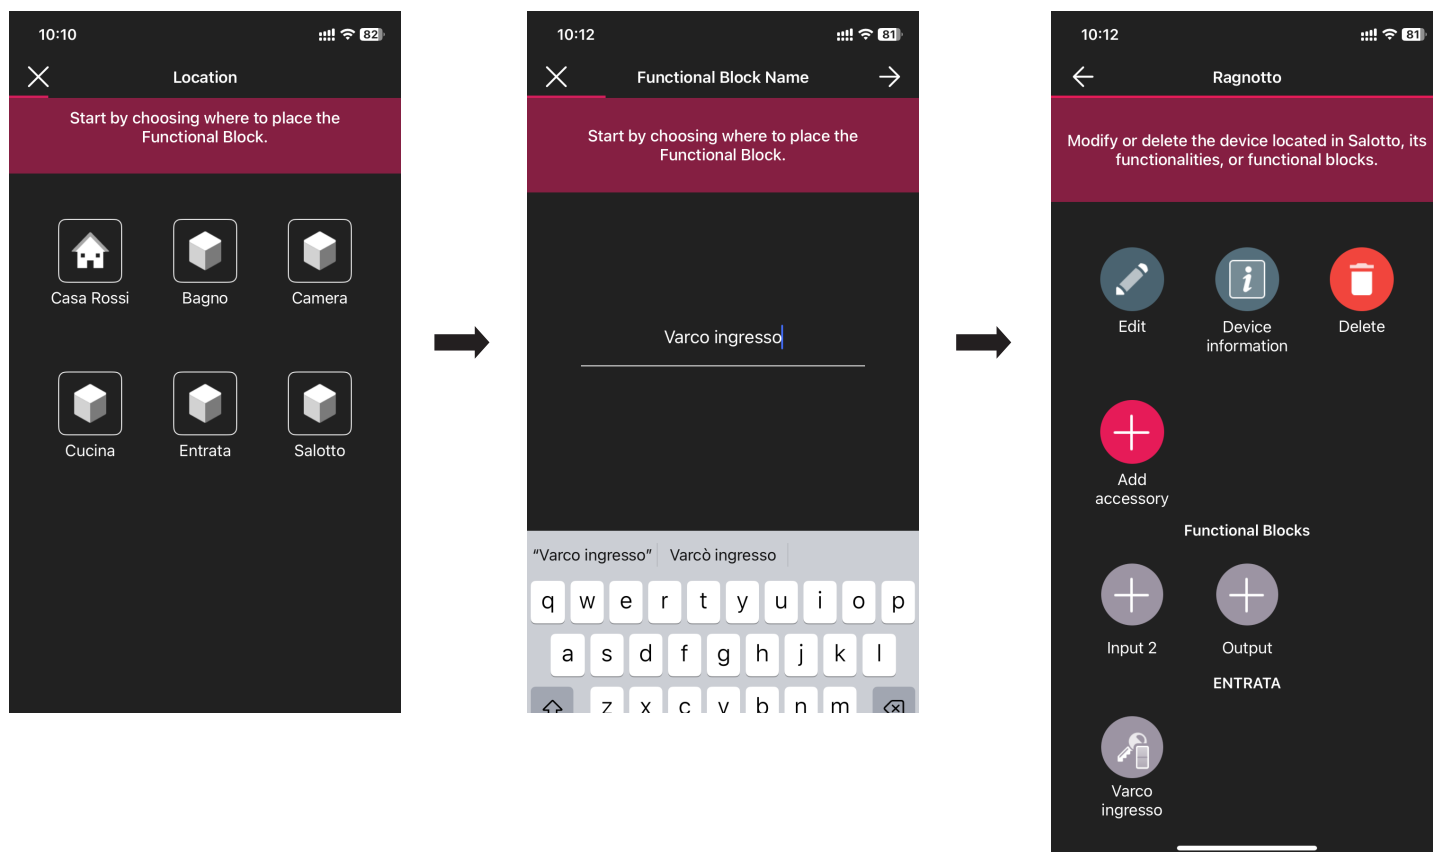 10:10
82
Location
Start by choosing where to place the
Functional Block.
Casa Rossi
Bagno
Camera
Cucina
Entrata
Salotto
10:12
81
Functional Block Name
Start by choosing where to place the
Functional Block.
Varco ingresso
“Varco ingresso”
Varcò ingresso
q w e r t y u i o p
a s d f g h j k l
z x c v b n m
10:12
81
Ragnotto
Modify or delete the device located in Salotto, its
functionalities, or functional blocks.
Edit
Device
information
Delete
Add
accessory
Functional Blocks
Input 2
Output
ENTRATA
Varco
ingresso